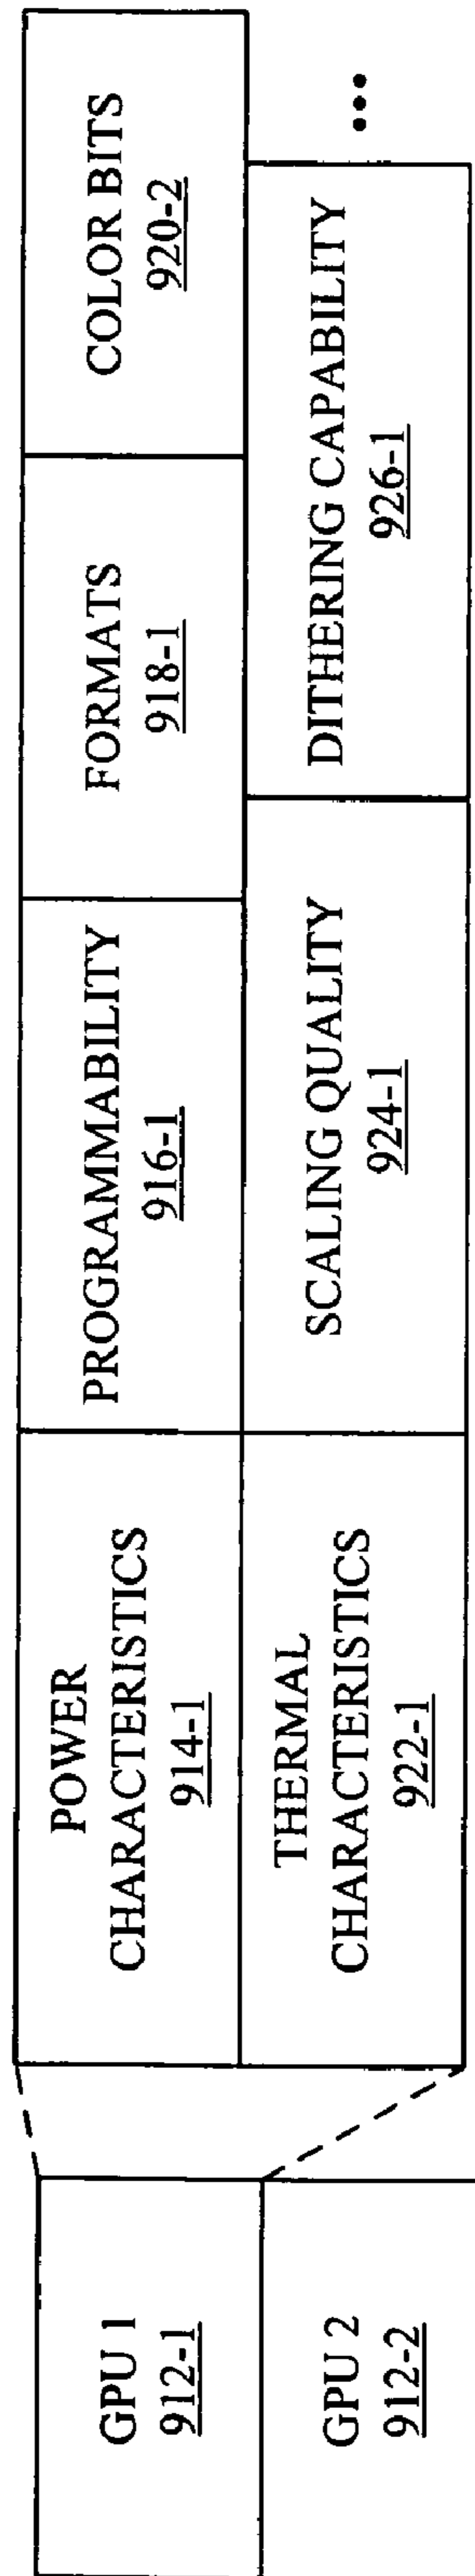 GPU 1
912-1
GPU 2
912-2
POWER
CHARACTERISTICS
914-1
PROGRAMMABILITY
916-1
FORMATS
918-1
COLOR BITS
920-2
THERMAL
CHARACTERISTICS
922-1
SCALING QUALITY
924-1
DITHERING CAPABILITY
926-1
...